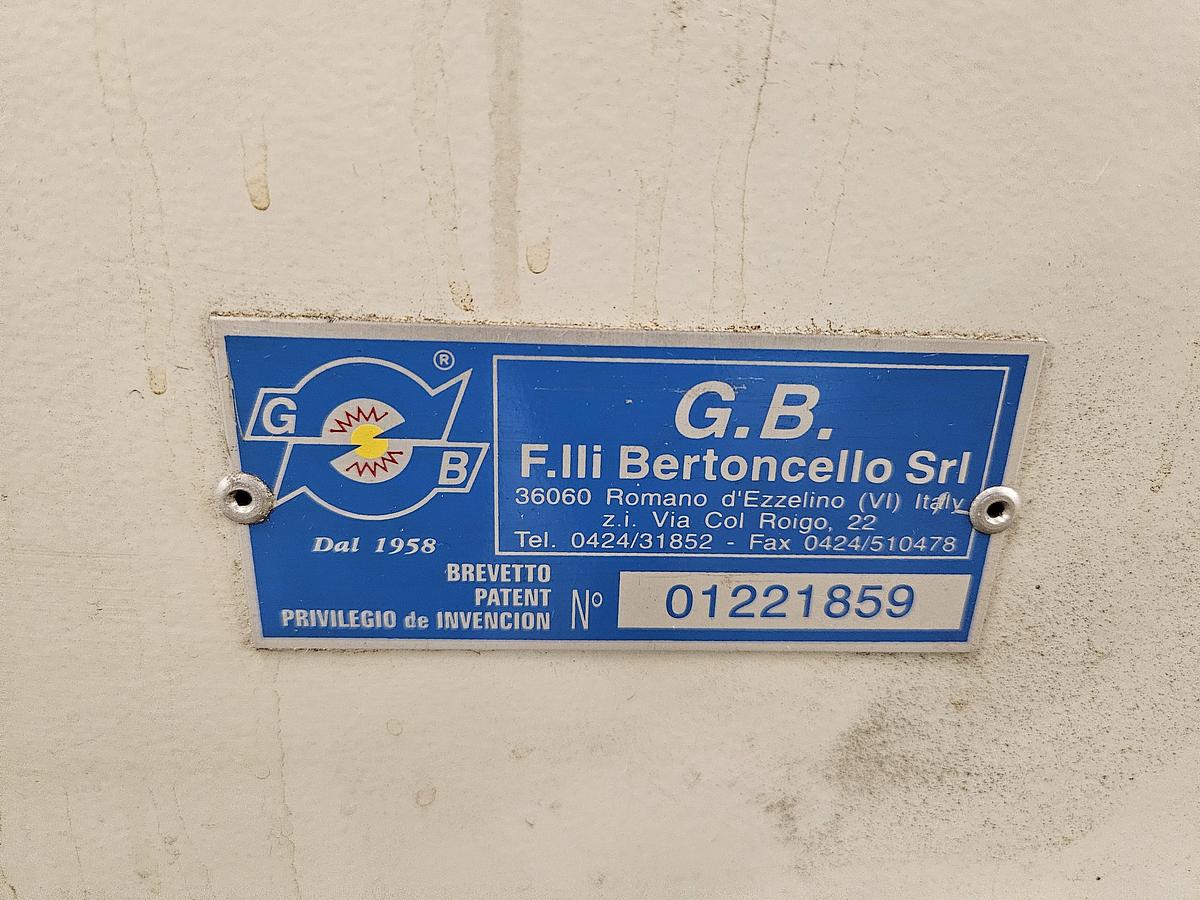 ®
G
B
Dal 1958
G.B.
F.lli Bertoncello Srl
36060 Romano d'Ezzelino (VI) Italy
z.i. Via Col Roigo, 22
Tel. 0424/31852 - Fax 0424/510478
BREVETTO
PATENT
PRIVILEGIO de INVENCION
Nº 01221859